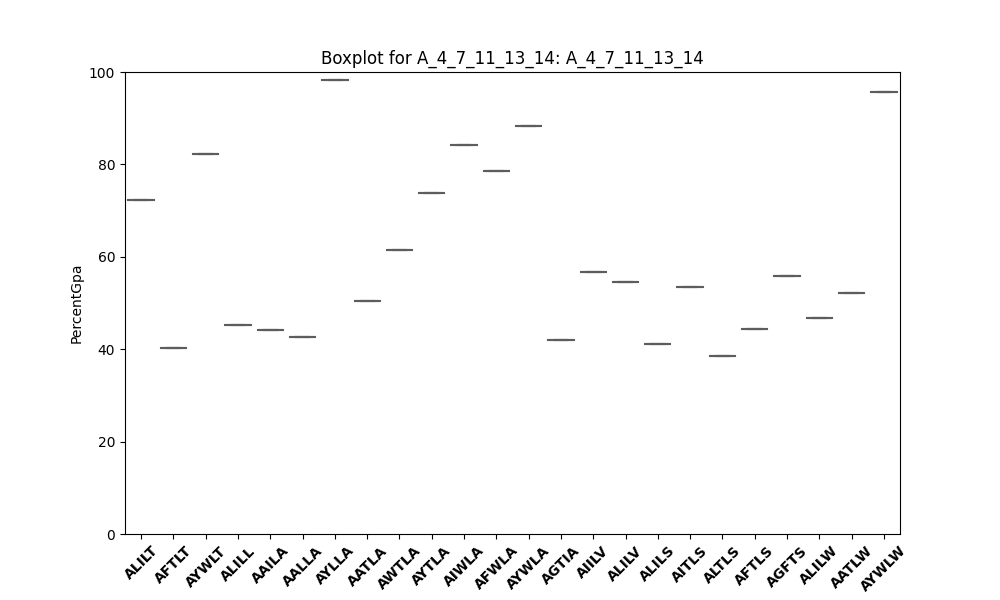 Boxplot for A_4_7_11_13_14: A_4_7_11_13_14
100
80
60
40
20
0
PercentGpa
ALILT
AFTLT
AYWLT
ALILL
AAILA
AALLA
AYLLA
AATLA
AWTLA
AYTLA
AIWLA
AFWLA
AYWLA
AGTIA
AIILV
ALILV
ALILS
AITLS
ALTLS
AFTLS
AGFTS
ALILW
AATLW
AYWLW